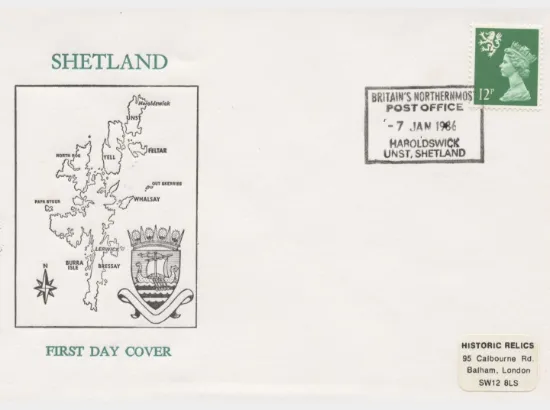 SHETLAND
Haroldswick
UNST
YELL
FETLAR
NORTH ROE
OUT SKERRIES
PAPA STOUR
WHALSAY
LERWICK
BURRA
ISLE
BRESSAY
N
FIRST DAY COVER
BRITAIN'S NORTHERNMOST
POST OFFICE
-7 JAN 1986
HAROLDSWICK
UNST, SHETLAND
12P
HISTORIC RELICS
95 Calbourne Rd.
Balham, London
SW12 8LS